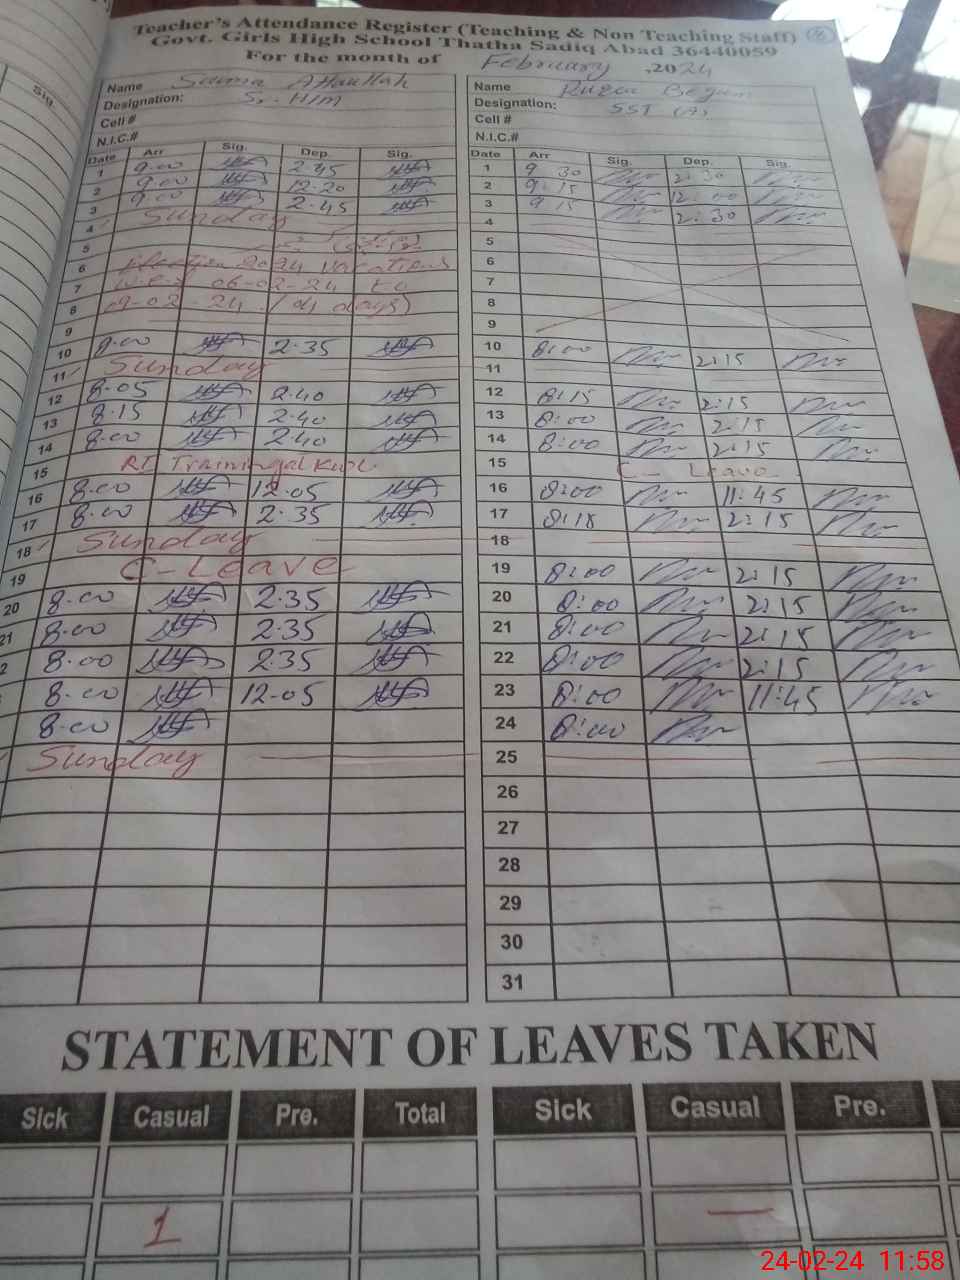 Teacher's Attendance Register (Teaching & Non Teaching Staff)
Govt. Girls High School Thatha Sadiq Abad 36440059
For the month of February ,2024
Name Saima Attaullah
Designation: Sr. H/M
Cell #
N.I.C.#
Date Arr Sig. Dep. Sig.
1 9.00 2.45
2 9.00 12.20
3 9.00 2.45
4 Sunday
5
6 Election 2024 vacations
7 w.e.f 06-02-24 to
8 09-02-24 (4 days)
9
10 8.00 2.35
11 Sunday
12 8.05 2.40
13 8.15 2.40
14 8.00 2.40
15
16 8.00 12.05
17 8.00 2.35
18 Sunday
19 C-Leave
20 8.00 2.35
21 8.00 2.35
2 8.00 2.35
8.00 12-05
8.00
Sunday
Name Begum
Designation: SST (A)
Cell #
N.I.C.#
Date Arr Sig. Dep. Sig.
1 9 30 2:30
2 9:15 12:00
3 9 15 2:30
4
5
6
7
8
9
10 8:00 2:15
11
12 8:15 2:15
13 8:00 2:15
14 8:00 2:15
15 C- Leave
16 8:00 11:45
17 8:18 2:15
18
19 8:00 2:15
20 8:00 2:15
21 8:00 2:15
22 8:00 2:15
23 8:00 11:45
24 8:00
25
26
27
28
29
30
31
STATEMENT OF LEAVES TAKEN
Sick Casual Pre. Total Sick Casual Pre.
1 —
24-02-24 11:58
Sig.